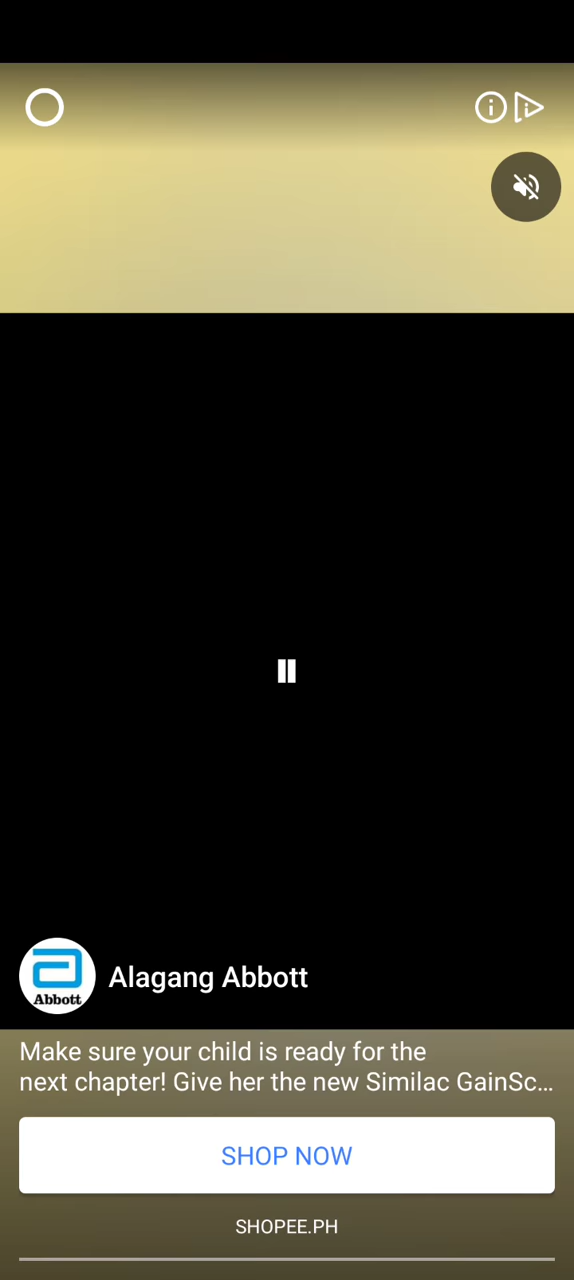 Abbott
Alagang Abbott
Make sure your child is ready for the
next chapter! Give her the new Similac GainSc...
SHOP NOW
SHOPEE.PH